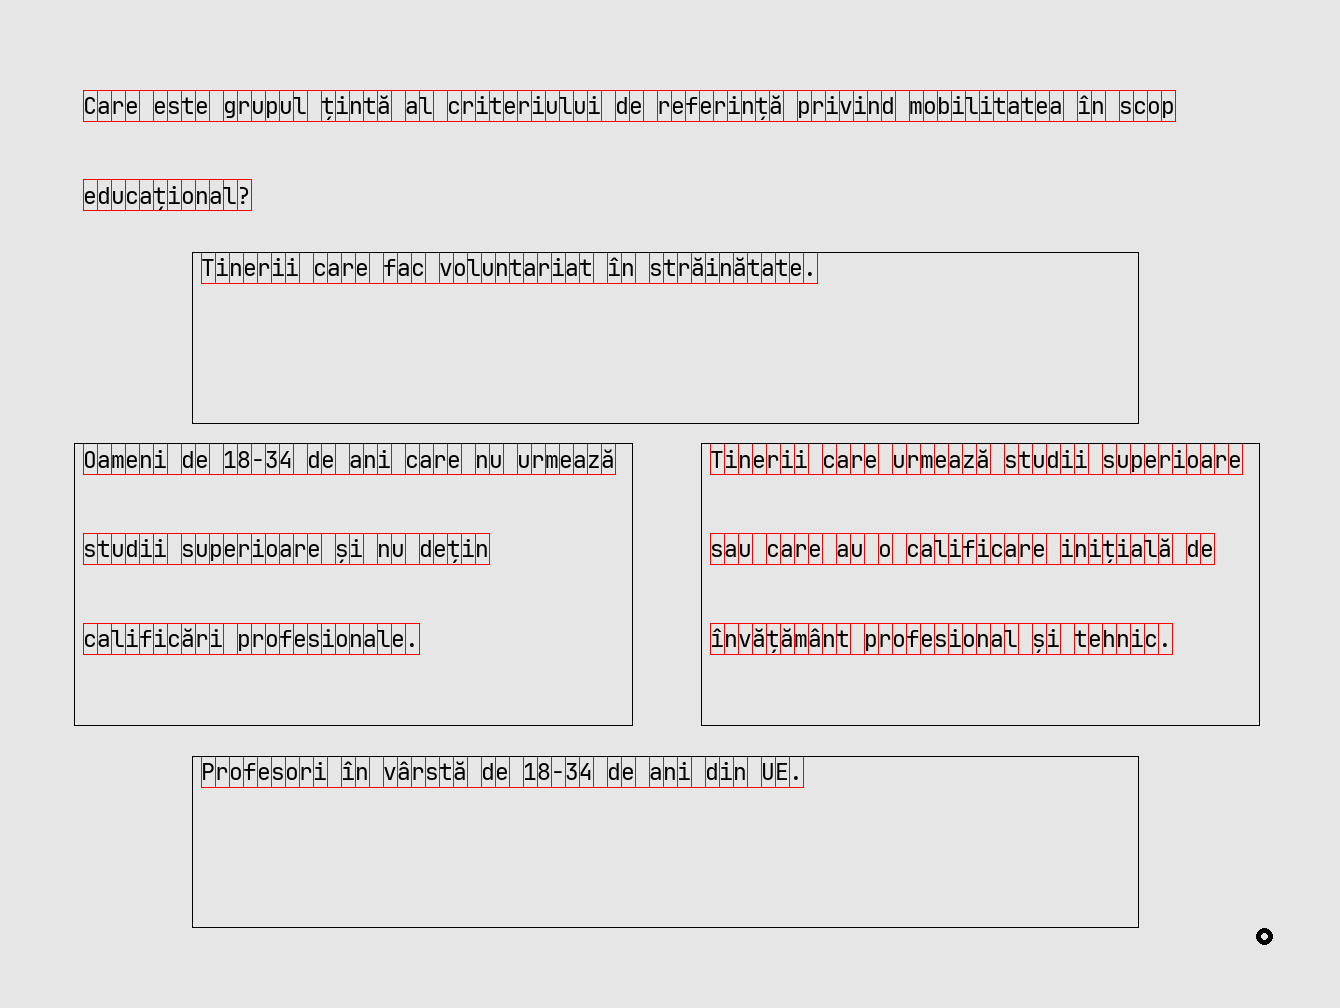 Care este grupul țintă al criteriului de referință privind mobilitatea în scop
educațional?
Tinerii care fac voluntariat în străinătate.
Oameni de 18-34 de ani care nu urmează
studii superioare și nu dețin
calificări profesionale.
Tinerii care urmează studii superioare
sau care au o calificare inițială de
învățământ profesional și tehnic.
Profesori în vârstă de 18-34 de ani din UE.